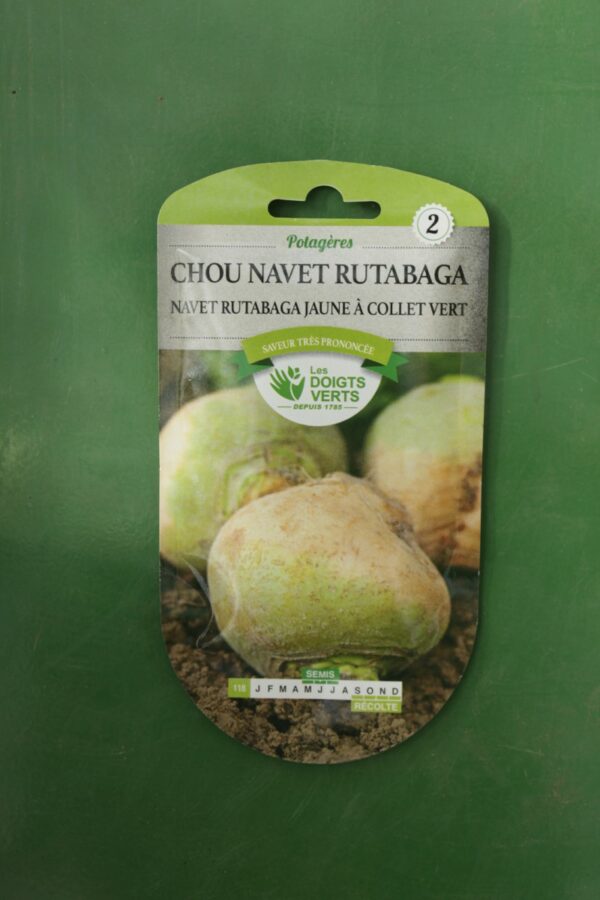 2
Potagères
CHOU NAVET RUTABAGA
NAVET RUTABAGA JAUNE À COLLET VERT
SAVEUR TRÈS PRONONCÉE
Les
DOIGTS
VERTS
DEPUIS 1785
SEMIS
118 J F M A M J J A S O N D
RÉCOLTE